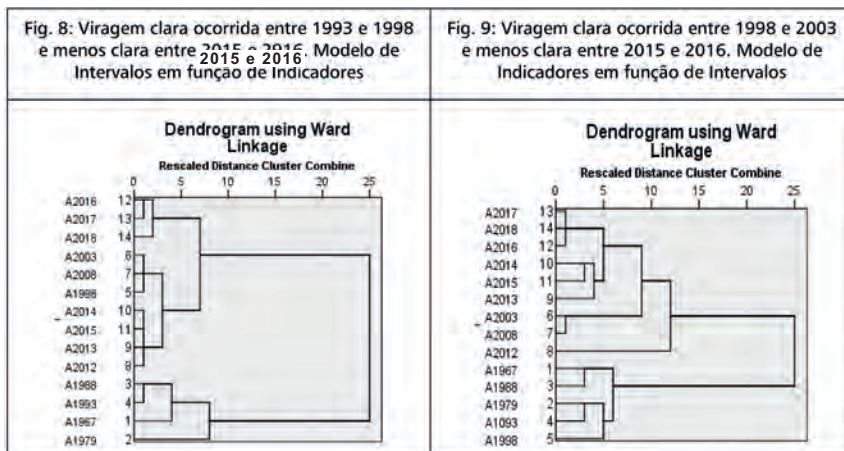 Fig. 8: Viragem clara ocorrida entre 1993 e 1998
e menos clara entre 2015 e 2016. Modelo de
2015 e 2016
Intervalos em função de Indicadores
Fig. 9: Viragem clara ocorrida entre 1998 e 2003
e menos clara entre 2015 e 2016. Modelo de
Indicadores em função de Intervalos
Dendrogram using Ward
Linkage
Rescaled Distance Cluster Combine
0 5 10 15 20 25
A2016 12
A2017 13
A2018 14
A2003 6
A2008 7
A1998 5
A2014 10
A2015 11
A2013 9
A2012 8
A1988 3
A1993 4
A1967 1
A1979 2
Dendrogram using Ward
Linkage
Rescaled Distance Cluster Combine
0 5 10 15 20 25
A2017 13
A2018 14
A2016 12
A2014 10
A2015 11
A2013 9
A2003 6
A2008 7
A2012 8
A1967 1
A1988 3
A1979 2
A1093 4
A1998 5